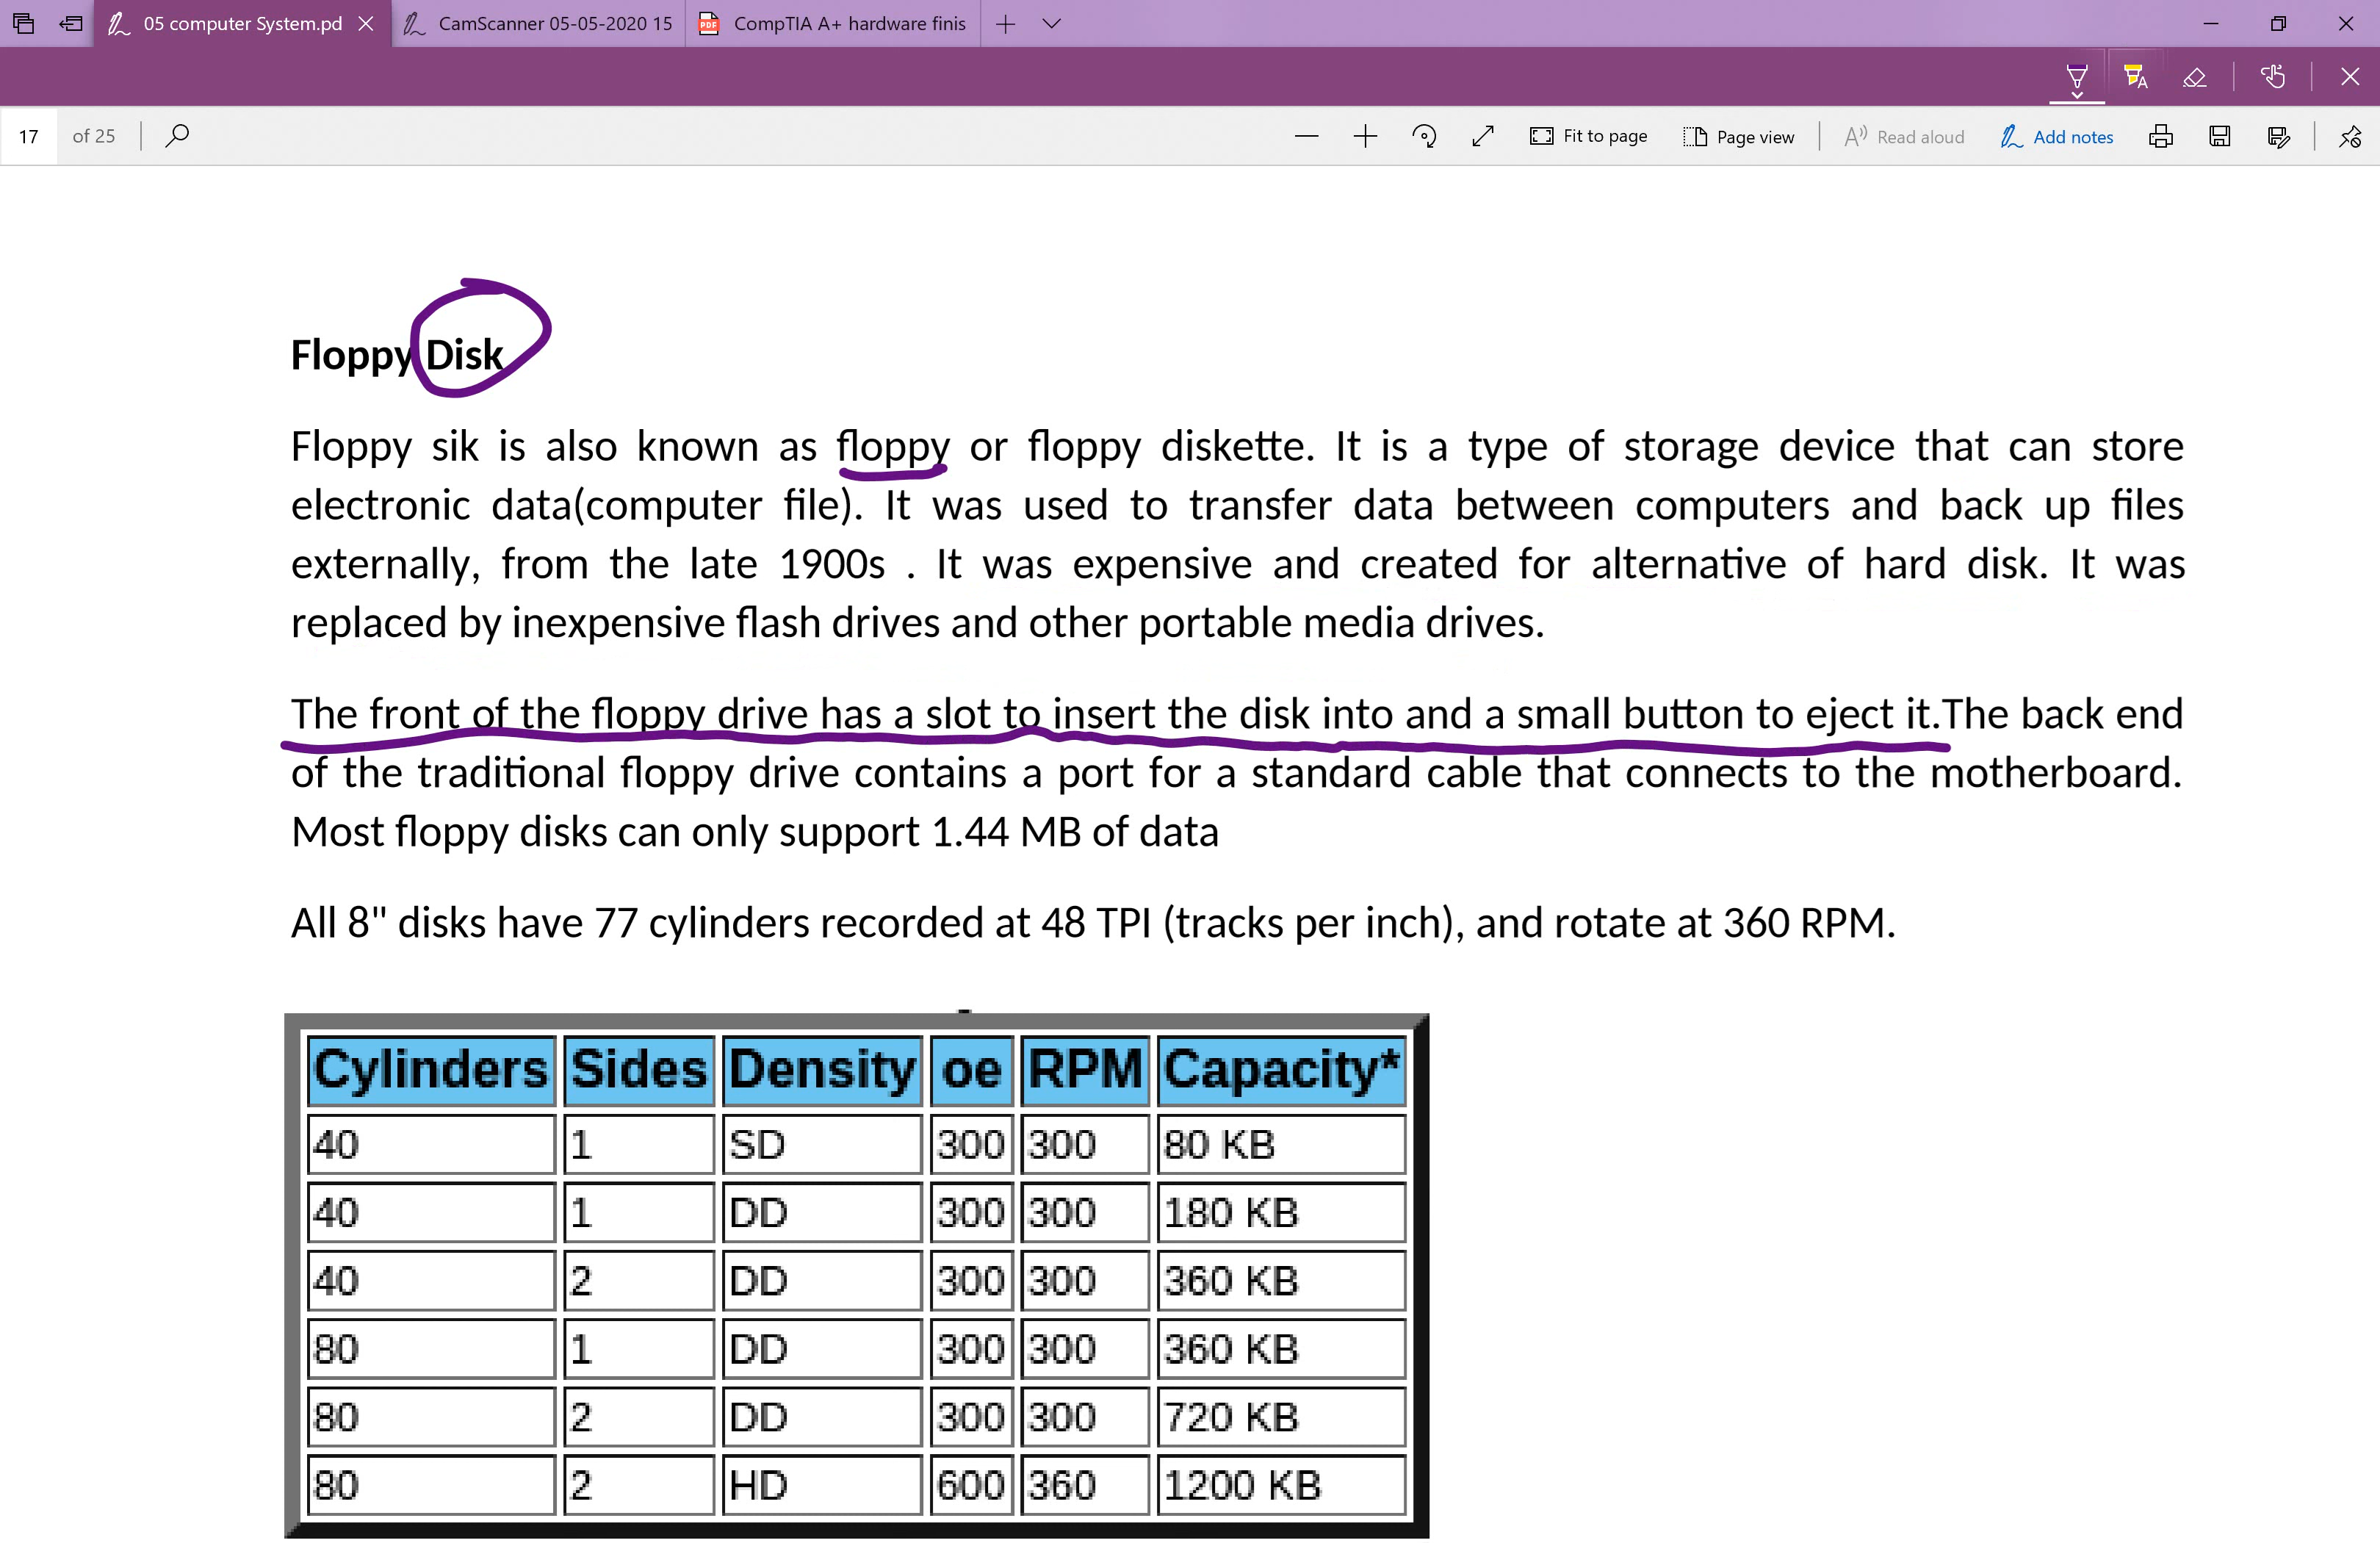 05 computer System.pd
CamScanner 05-05-2020 15
CompTIA A+ hardware finis
17 of 25
Fit to page
Page view
Read aloud
Add notes
Floppy Disk
Floppy sik is also known as floppy or floppy diskette. It is a type of storage device that can store
electronic data(computer file). It was used to transfer data between computers and back up files
externally, from the late 1900s . It was expensive and created for alternative of hard disk. It was
replaced by inexpensive flash drives and other portable media drives.
The front of the floppy drive has a slot to insert the disk into and a small button to eject it.The back end
of the traditional floppy drive contains a port for a standard cable that connects to the motherboard.
Most floppy disks can only support 1.44 MB of data
All 8" disks have 77 cylinders recorded at 48 TPI (tracks per inch), and rotate at 360 RPM.
Cylinders Sides Density oe RPM Capacity*
40 1 SD 300 300 80 KB
40 1 DD 300 300 180 KB
40 2 DD 300 300 360 KB
80 1 DD 300 300 360 KB
80 2 DD 300 300 720 KB
80 2 HD 600 360 1200 KB